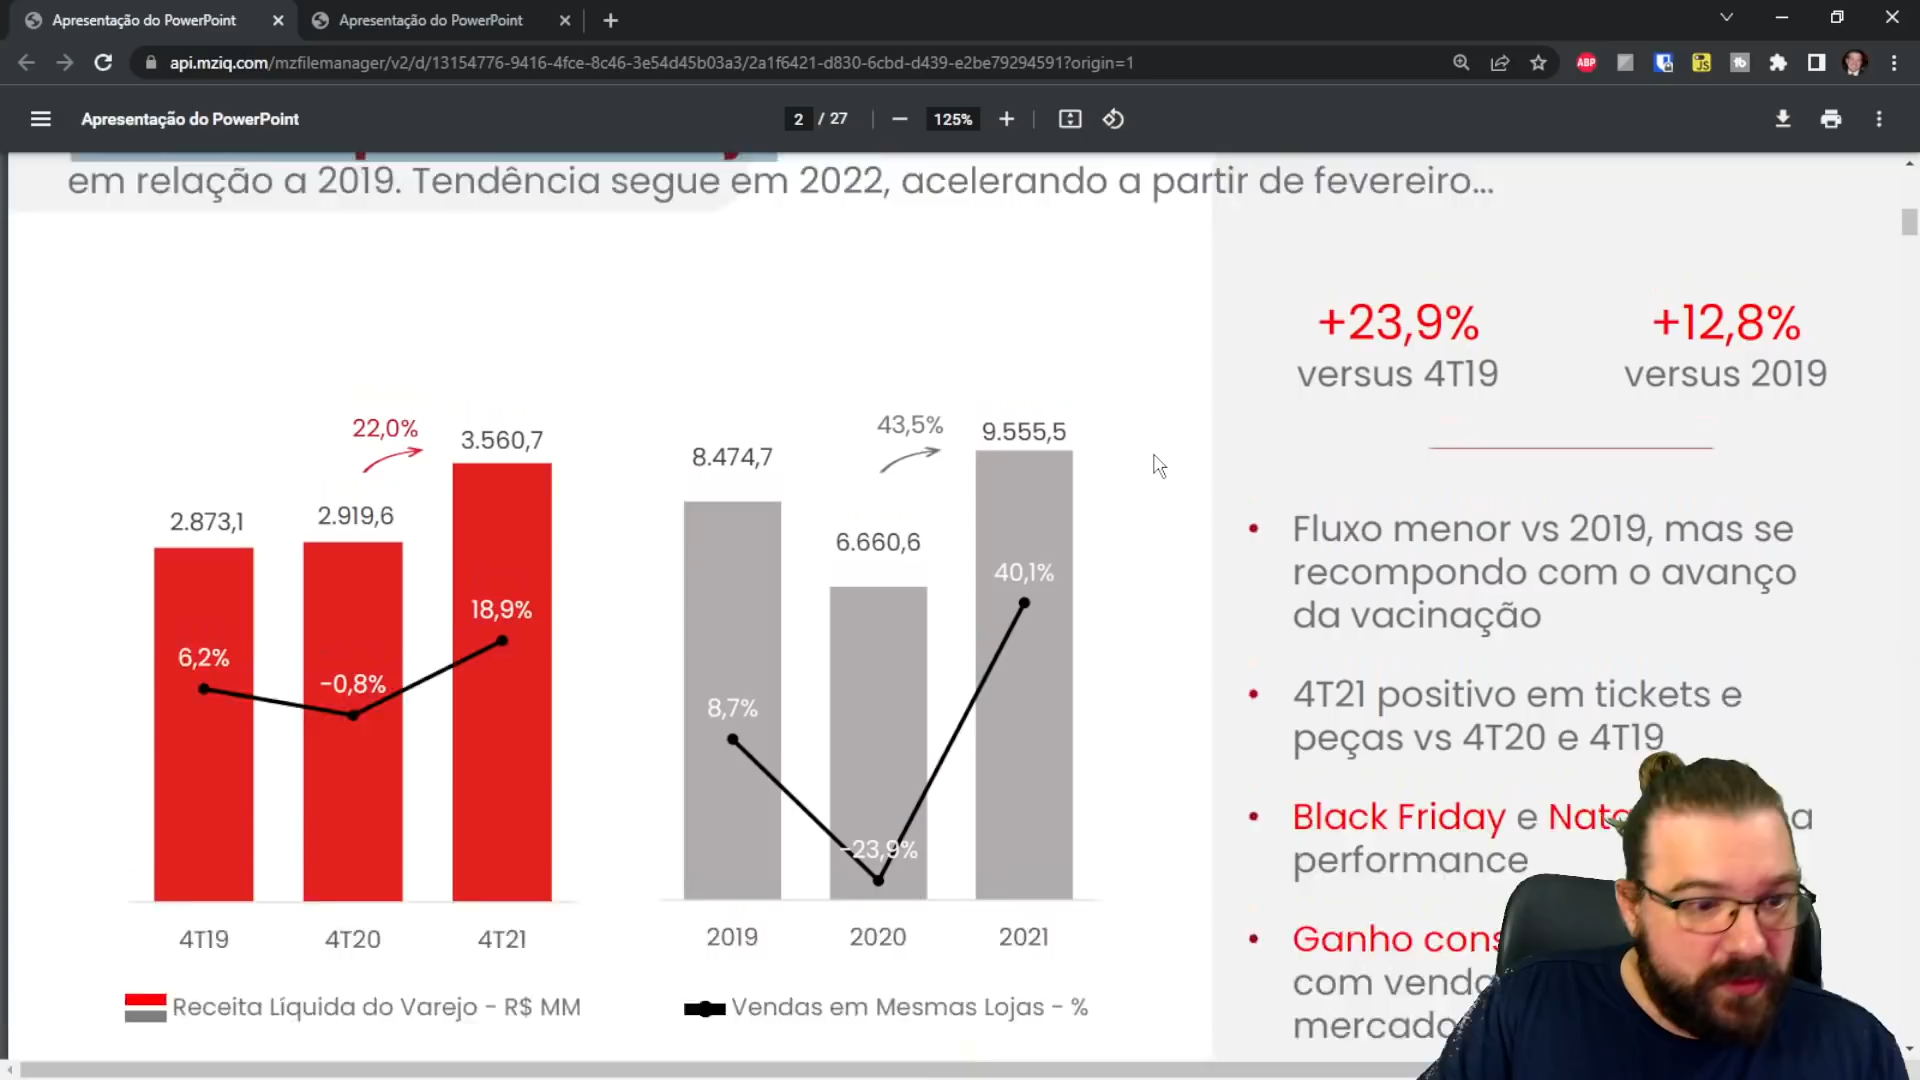 Apresentação do PowerPoint
Apresentação do PowerPoint
api.mziq.com/mzfilemanager/v2/d/13154776-9416-4fce-8c46-3e54d45b03a3/2a1f6421-d830-6cbd-d439-e2be79294591?origin=1
ABP
JS
Apresentação do PowerPoint
2 / 27
125%
em relação a 2019. Tendência segue em 2022, acelerando a partir de fevereiro...
22,0%
3.560,7
2.873,1
2.919,6
18,9%
6,2%
-0,8%
4T19
4T20
4T21
Receita Líquida do Varejo - R$ MM
43,5%
9.555,5
8.474,7
6.660,6
40,1%
8,7%
-23,9%
2019
2020
2021
Vendas em Mesmas Lojas - %
+23,9%
versus 4T19
+12,8%
versus 2019
• Fluxo menor vs 2019, mas se
recompondo com o avanço
da vacinação
• 4T21 positivo em tickets e
peças vs 4T20 e 4T19
• Black Friday e
performance
• Ganho
com
mercado